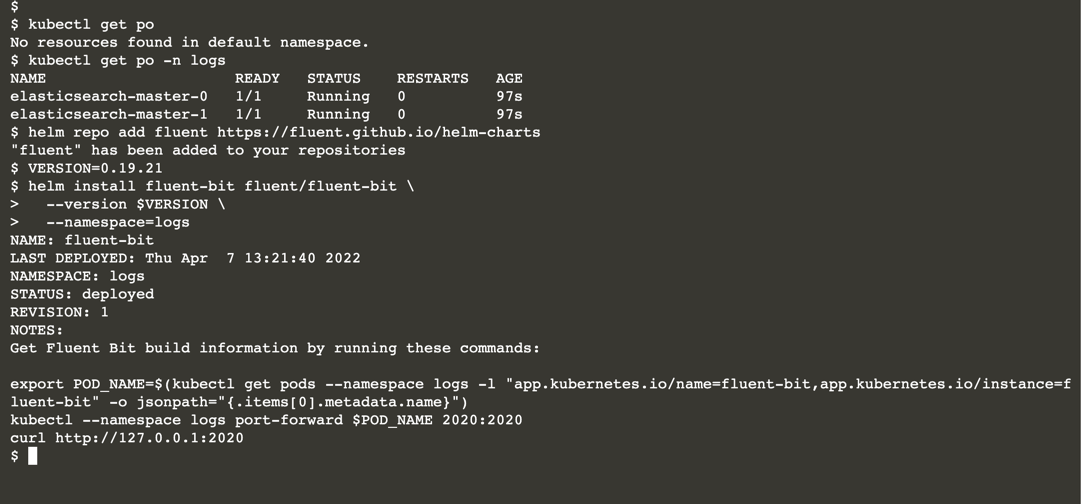 $
$ kubectl get po
No resources found in default namespace.
$ kubectl get po -n logs
NAME                     READY   STATUS    RESTARTS   AGE
elasticsearch-master-0   1/1     Running   0          97s
elasticsearch-master-1   1/1     Running   0          97s
$ helm repo add fluent https://fluent.github.io/helm-charts
"fluent" has been added to your repositories
$ VERSION=0.19.21
$ helm install fluent-bit fluent/fluent-bit \
>   --version $VERSION \
>   --namespace=logs
NAME: fluent-bit
LAST DEPLOYED: Thu Apr  7 13:21:40 2022
NAMESPACE: logs
STATUS: deployed
REVISION: 1
NOTES:
Get Fluent Bit build information by running these commands:

export POD_NAME=$(kubectl get pods --namespace logs -l "app.kubernetes.io/name=fluent-bit,app.kubernetes.io/instance=f
luent-bit" -o jsonpath="{.items[0].metadata.name}")
kubectl --namespace logs port-forward $POD_NAME 2020:2020
curl http://127.0.0.1:2020
$